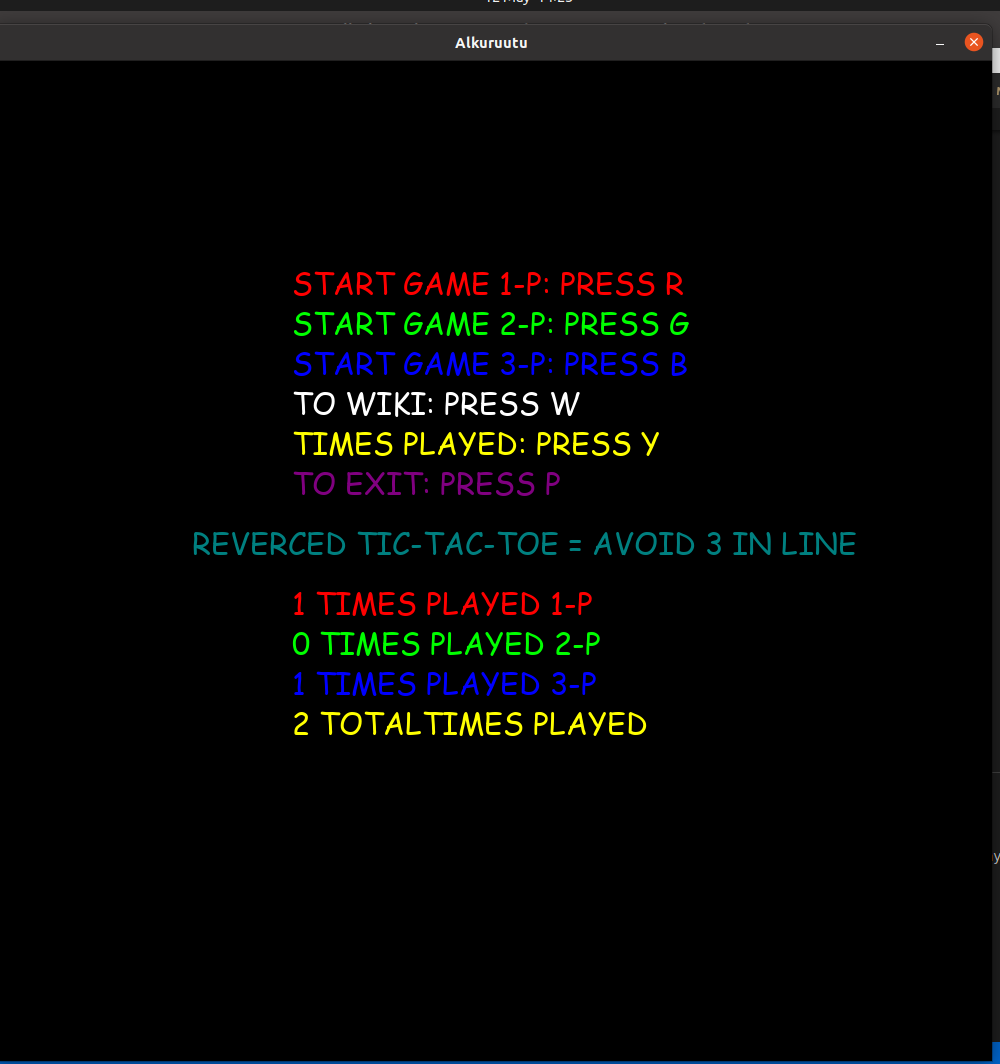 Alkuruutu
START GAME 1-P: PRESS R
START GAME 2-P: PRESS G
START GAME 3-P: PRESS B
TO WIKI: PRESS W
TIMES PLAYED: PRESS Y
TO EXIT: PRESS P
REVERCED TIC-TAC-TOE = AVOID 3 IN LINE
1 TIMES PLAYED 1-P
0 TIMES PLAYED 2-P
1 TIMES PLAYED 3-P
2 TOTALTIMES PLAYED